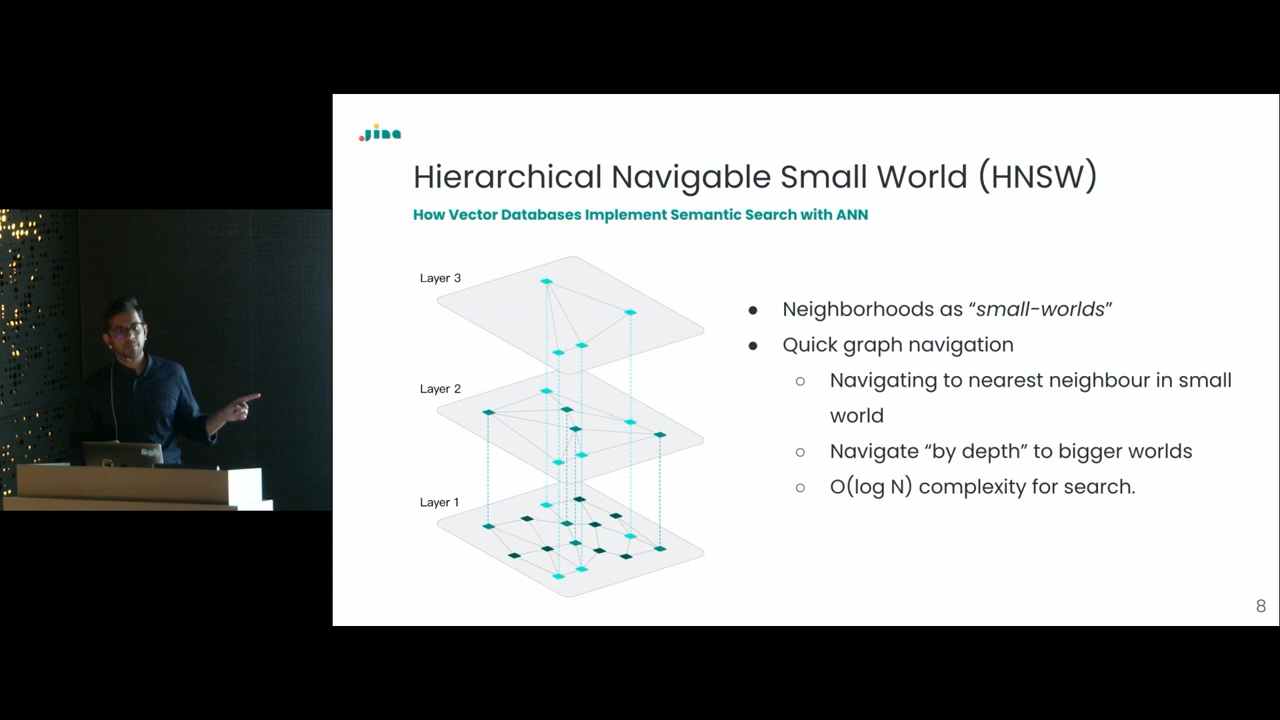 .jina
Hierarchical Navigable Small World (HNSW)
How Vector Databases Implement Semantic Search with ANN
Layer 3
Layer 2
Layer 1
● Neighborhoods as “small-worlds”
● Quick graph navigation
○ Navigating to nearest neighbour in small
world
○ Navigate “by depth” to bigger worlds
○ O(log N) complexity for search.
8